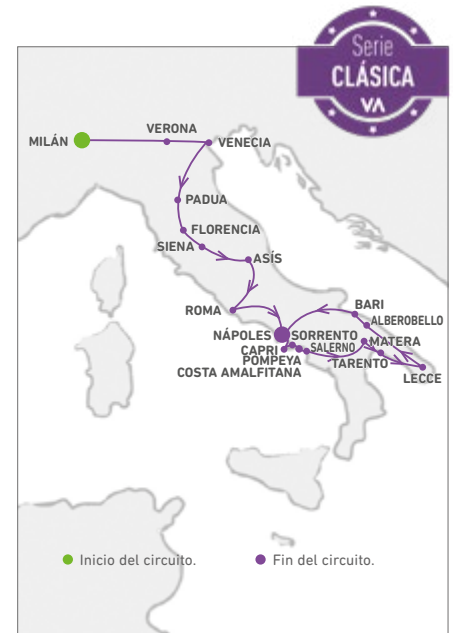 Serie
CLÁSICA
VA
VERONA
MILÁN
VENECIA
PADUA
FLORENCIA
SIENA
ASÍS
ROMA
BARI
ALBEROBELLO
NÁPOLES
SORRENTO
MATERA
CAPRI
SALERNO
POMPEYA
TARENTO
COSTA AMALFITANA
LECCE
Inicio del circuito.
Fin del circuito.